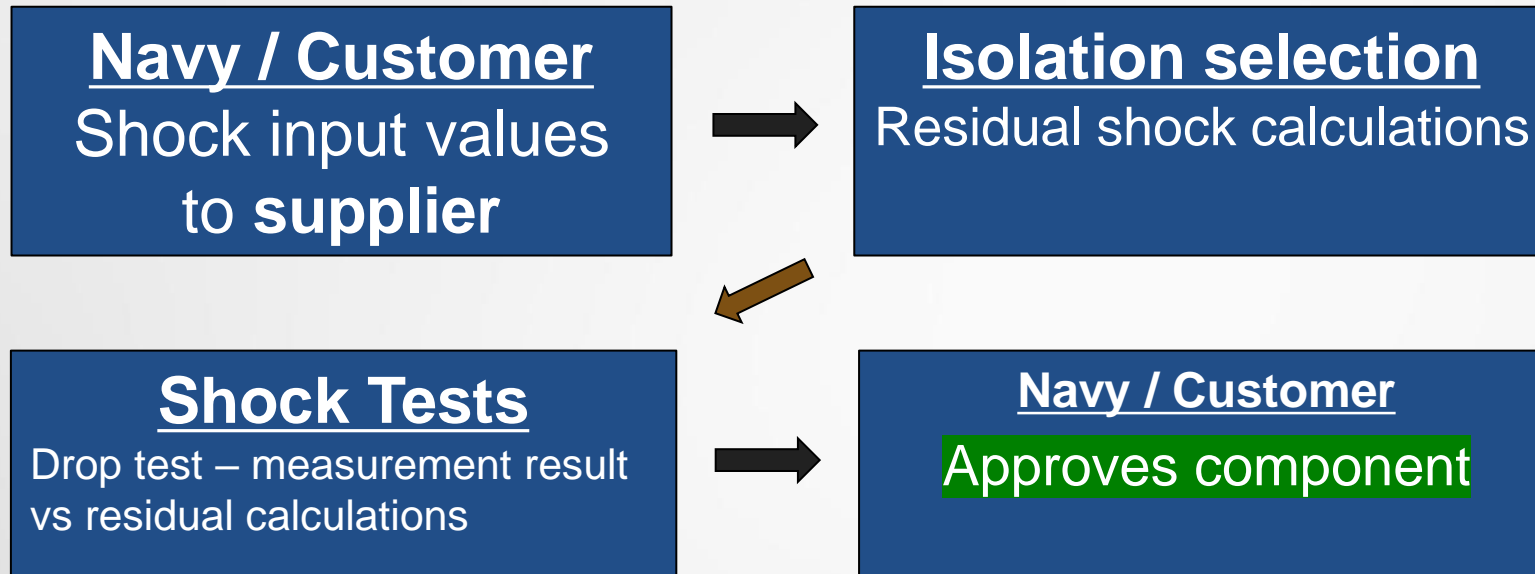 Navy / Customer
Shock input values
to supplier
Isolation selection
Residual shock calculations
Shock Tests
Drop test – measurement result
vs residual calculations
Navy / Customer
Approves component